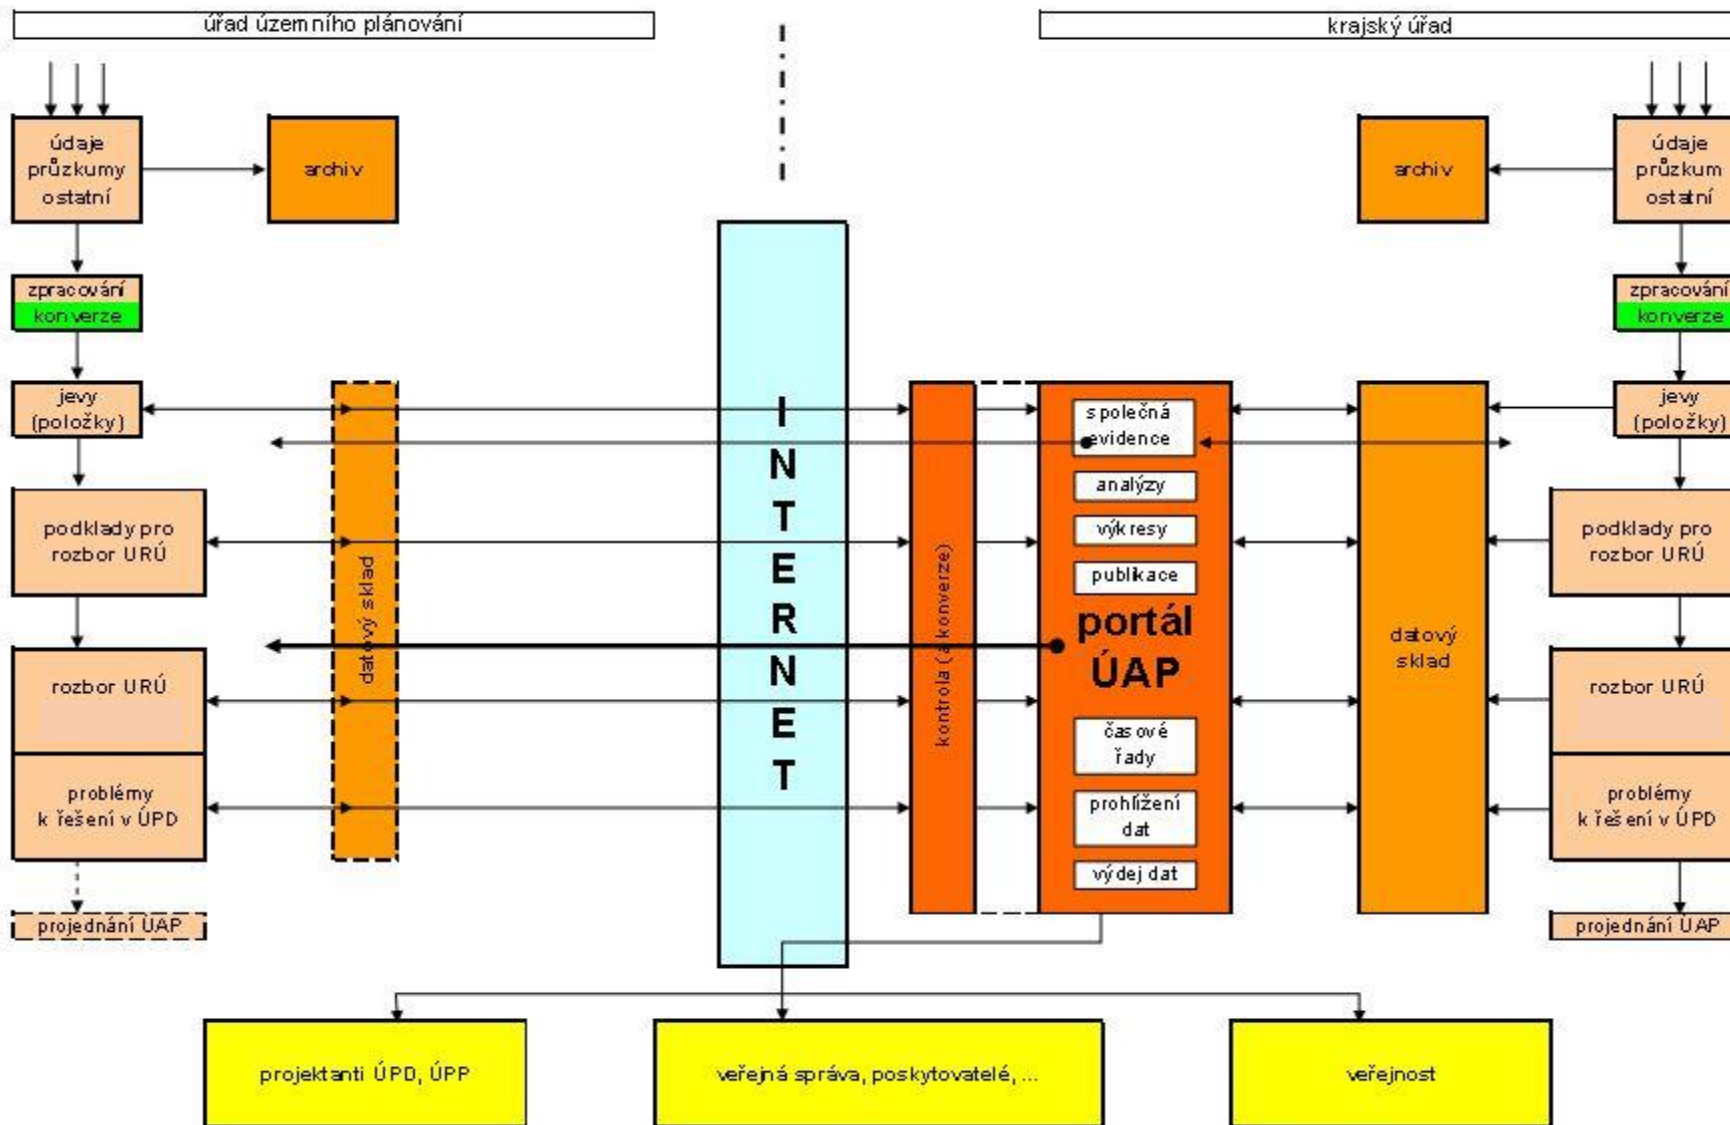 úřad územního plánování
krajský úřad
údaje
průzkumy
ostatní
archiv
archiv
údaje
průzkum
ostatní
zpracování
konverze
zpracování
konverze
jevy
(položky)
podklady pro
rozbor URÚ
rozbor URÚ
problémy
k řešení v ÚPD
projednání ÚAP
datový sklad
INTERNET
kontrola (a konverze)
společná
evidence
analýzy
výkresy
publikace
portál
ÚAP
časové
řady
prohlížení
dat
výdej dat
datový
sklad
jevy
(položky)
podklady pro
rozbor URÚ
rozbor URÚ
problémy
k řešení v ÚPD
projednání ÚAP
projektanti ÚPD, ÚPP
veřejná správa, poskytovatelé, ...
veřejnost